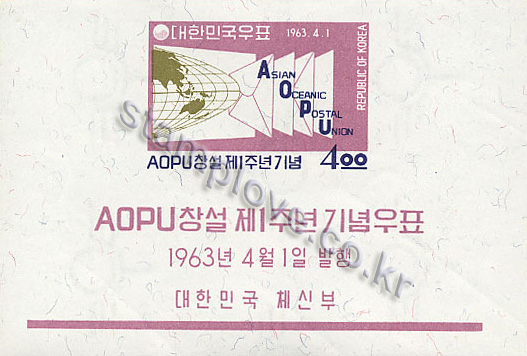 대한민국우표
1963.4.1
REPUBLIC OF KOREA
ASIAN
OCEANIC
POSTAL
UNION
AOPU창설 제1주년기념
4.00
AOPU창설 제1주년기념우표
1963년 4월 1일 발행
대한민국 체신부
stamplove.co.kr